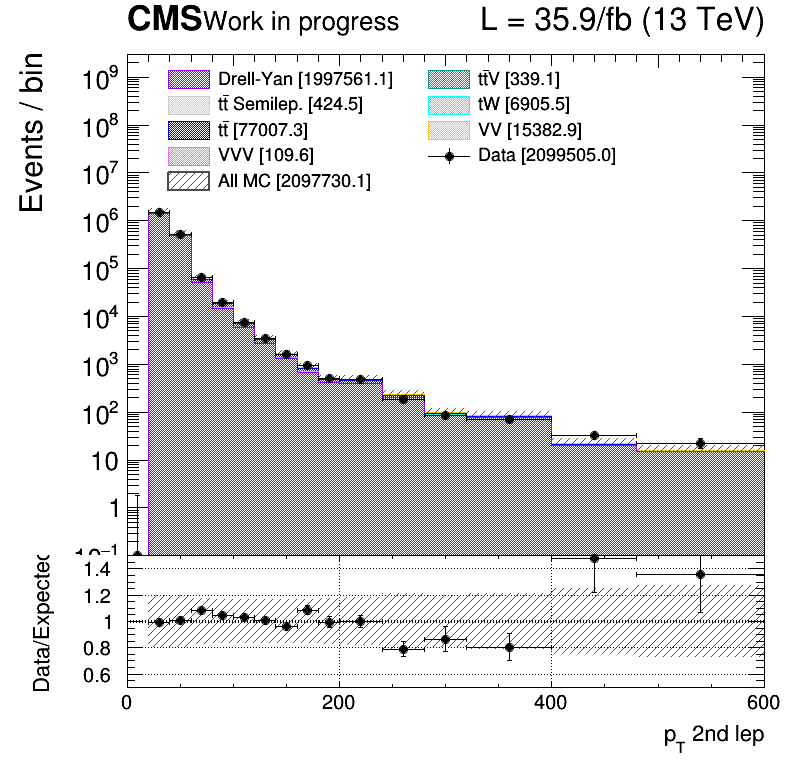 CMS Work in progress L = 35.9/fb (13 TeV)
Events / bin
Drell-Yan [1997561.1]
tt̄ Semilep. [424.5]
tt̄ [77007.3]
VVV [109.6]
All MC [2097730.1]
tt̄V [339.1]
tW [6905.5]
VV [15382.9]
Data [2099505.0]
10⁹
10⁸
10⁷
10⁶
10⁵
10⁴
10³
10²
10
1
10⁻¹
Data/Expected
1.4
1.2
1
0.8
0.6
0 200 400 600
p_T 2nd lep